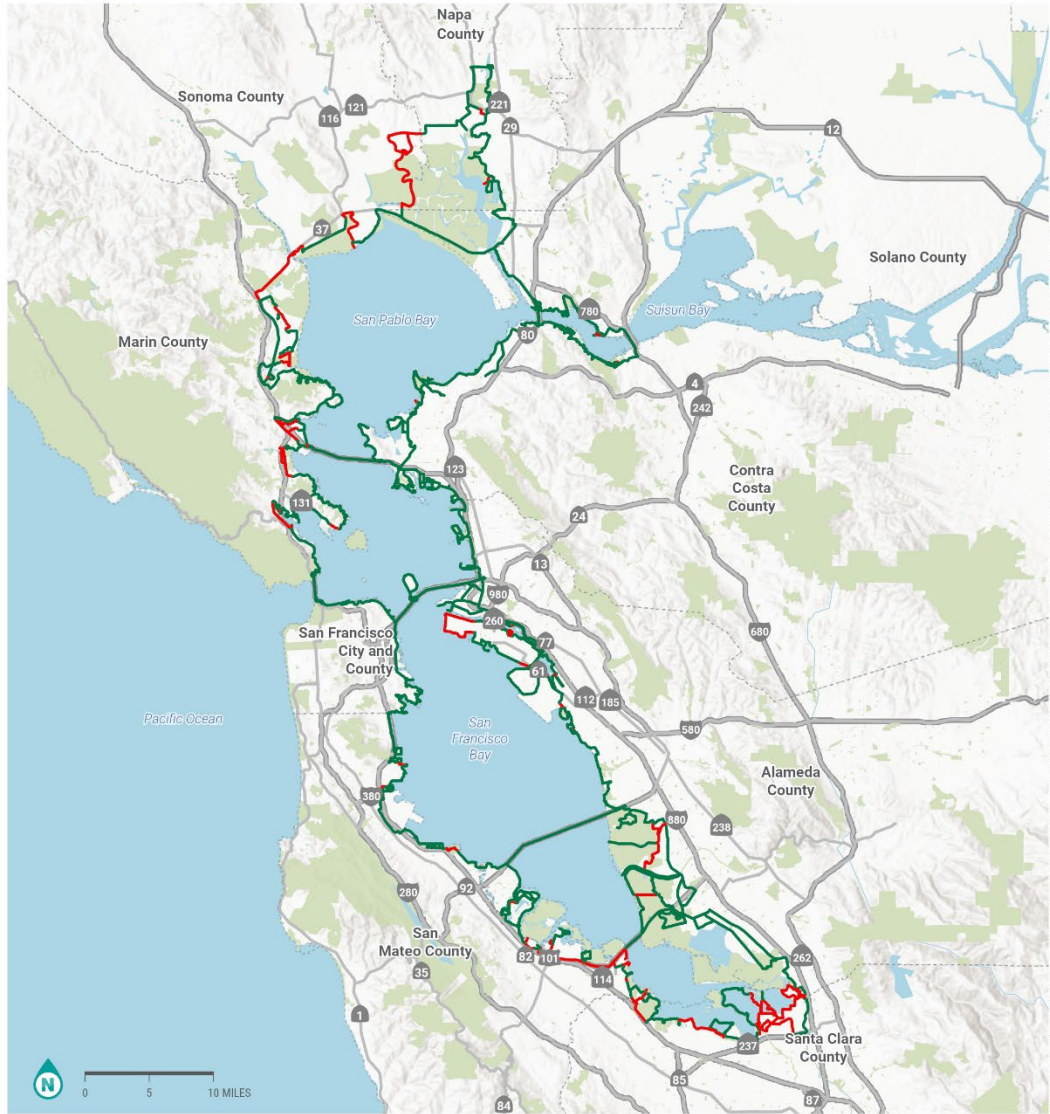 Napa
County
Sonoma County
121
116
221
29
12
37
Solano County
780
Suisun Bay
San Pablo Bay
80
Marin County
4
242
123
Contra
Costa
County
131
24
13
980
680
San Francisco
City and
County
260
77
61
112
185
Pacific Ocean
San
Francisco
Bay
580
Alameda
County
380
880
238
92
280
San
Mateo County
82
101
262
35
114
1
Santa Clara
County
237
85
87
84
N
0
5
10 MILES